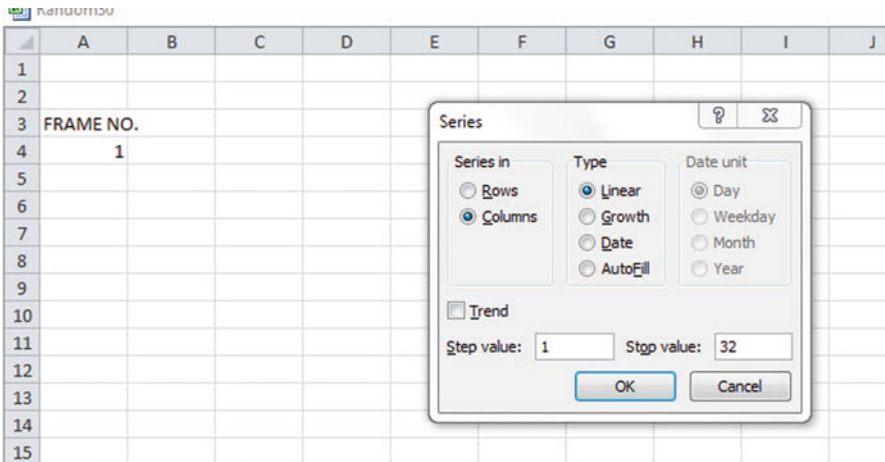 Random30
A B C D E F G H I J
1
2
3 FRAME NO.
4 1
5
6
7
8
9
10
11
12
13
14
15
Series
Series in Type Date unit
Rows Linear Day
Columns Growth Weekday
Date Month
AutoFill Year
Trend
Step value: 1 Stop value: 32
OK Cancel